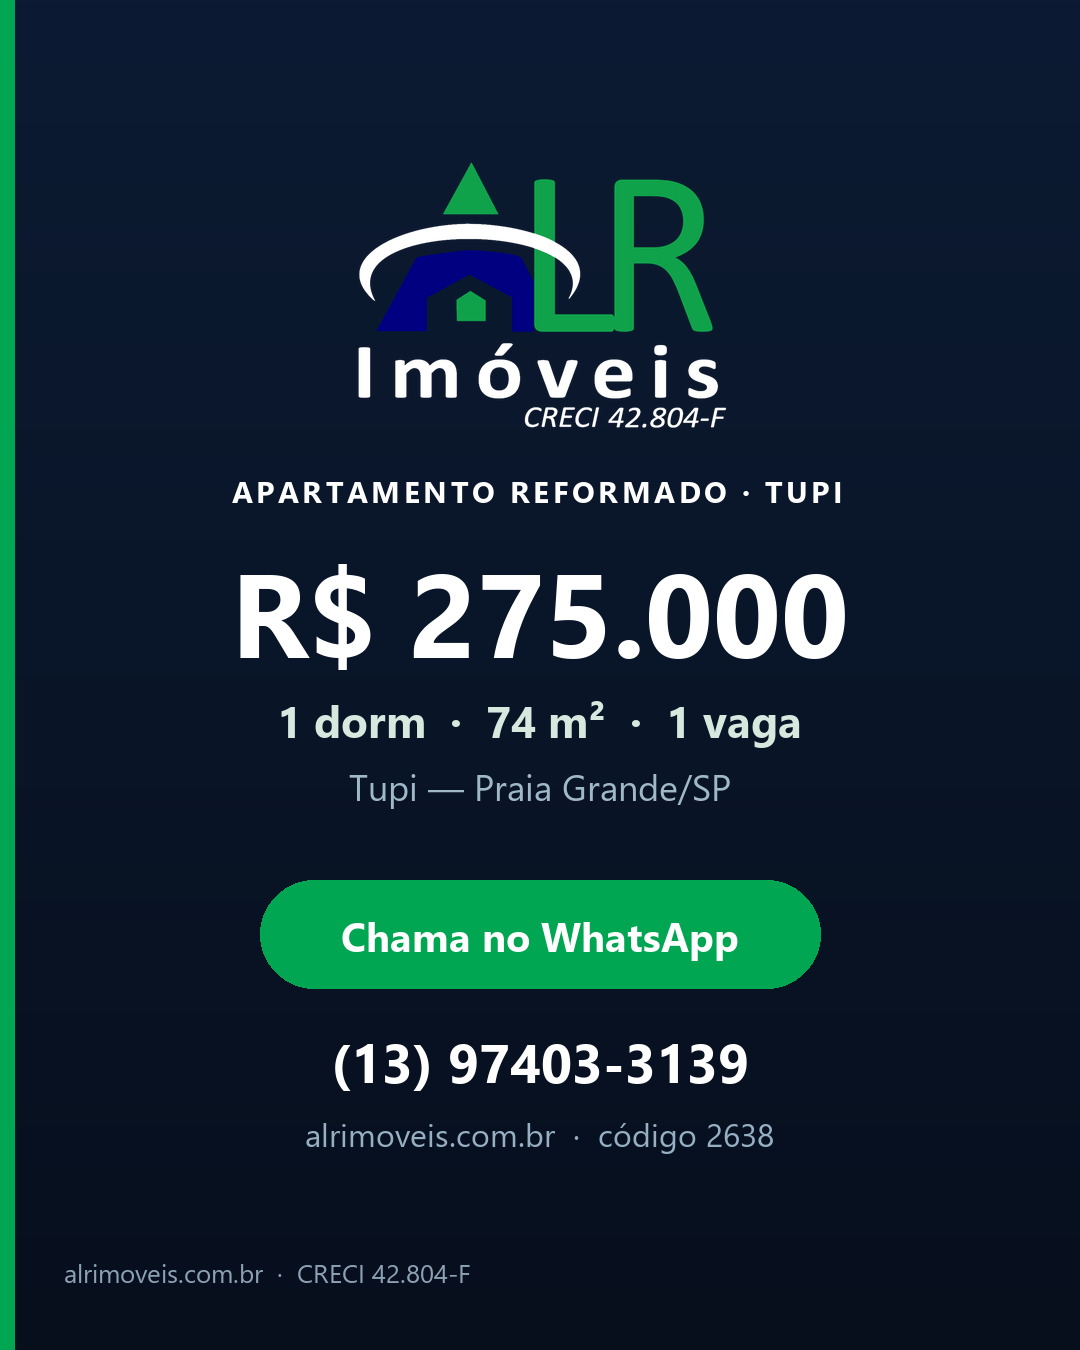 ALR
Imóveis
CRECI 42.804-F
APARTAMENTO REFORMADO · TUPI
R$ 275.000
1 dorm · 74 m² · 1 vaga
Tupi — Praia Grande/SP
Chama no WhatsApp
(13) 97403-3139
alrimoveis.com.br · código 2638
alrimoveis.com.br · CRECI 42.804-F